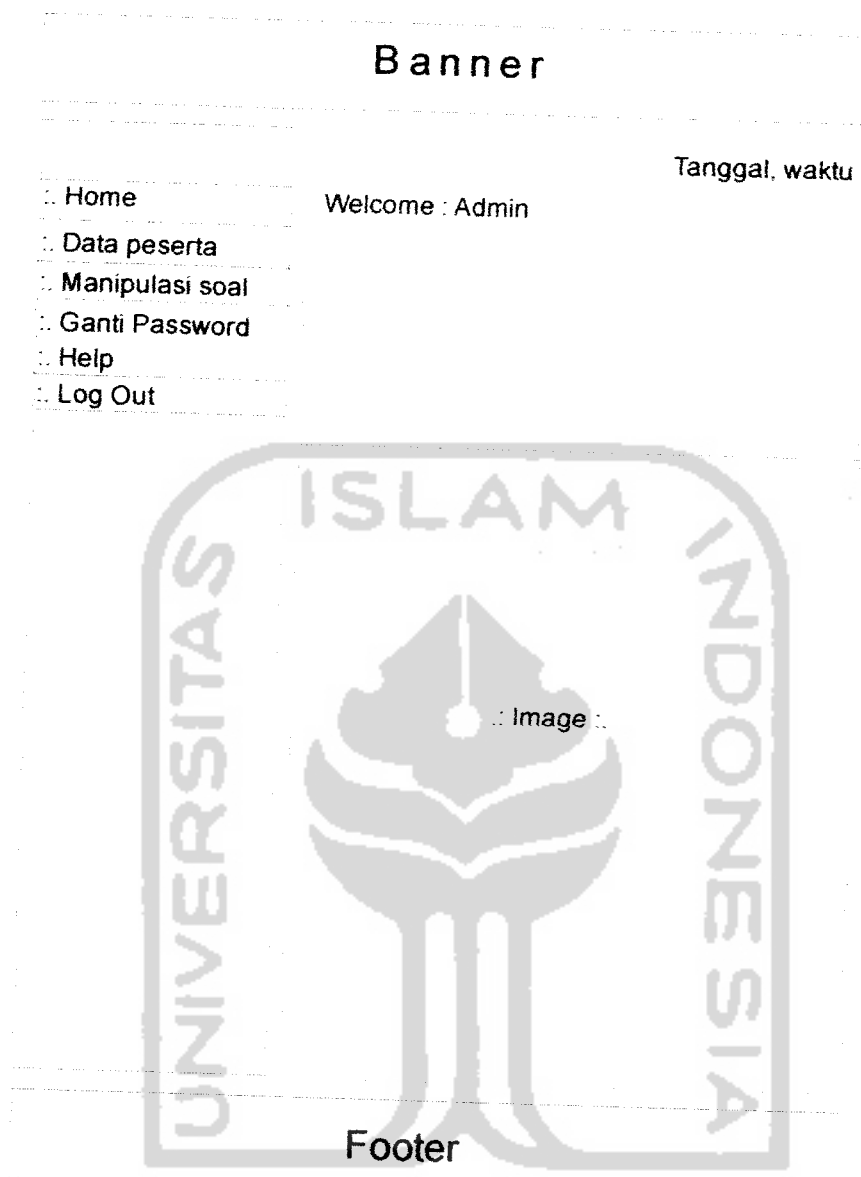 Banner
Tanggal, waktu
:. Home
Welcome : Admin
:. Data peserta
:. Manipulasi soal
:. Ganti Password
:. Help
:. Log Out
UNIVERSITAS ISLAM INDONESIA
.: Image :.
Footer